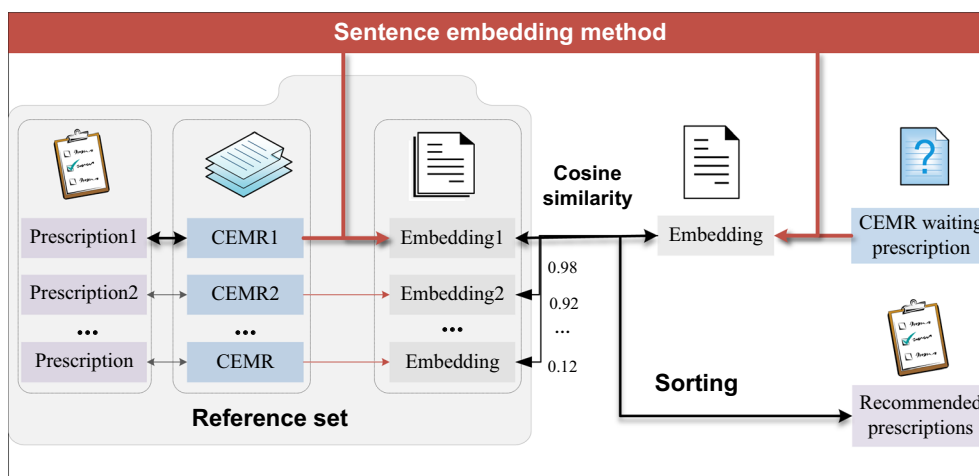 Sentence embedding method
Cosine
similarity
Prescription1
CEMR1
Embedding1
Embedding
CEMR waiting
prescription
0.98
Prescription2
CEMR2
Embedding2
0.92
...
...
...
...
Prescription
CEMR
Embedding
0.12
Sorting
Reference set
Recommended
prescriptions
?